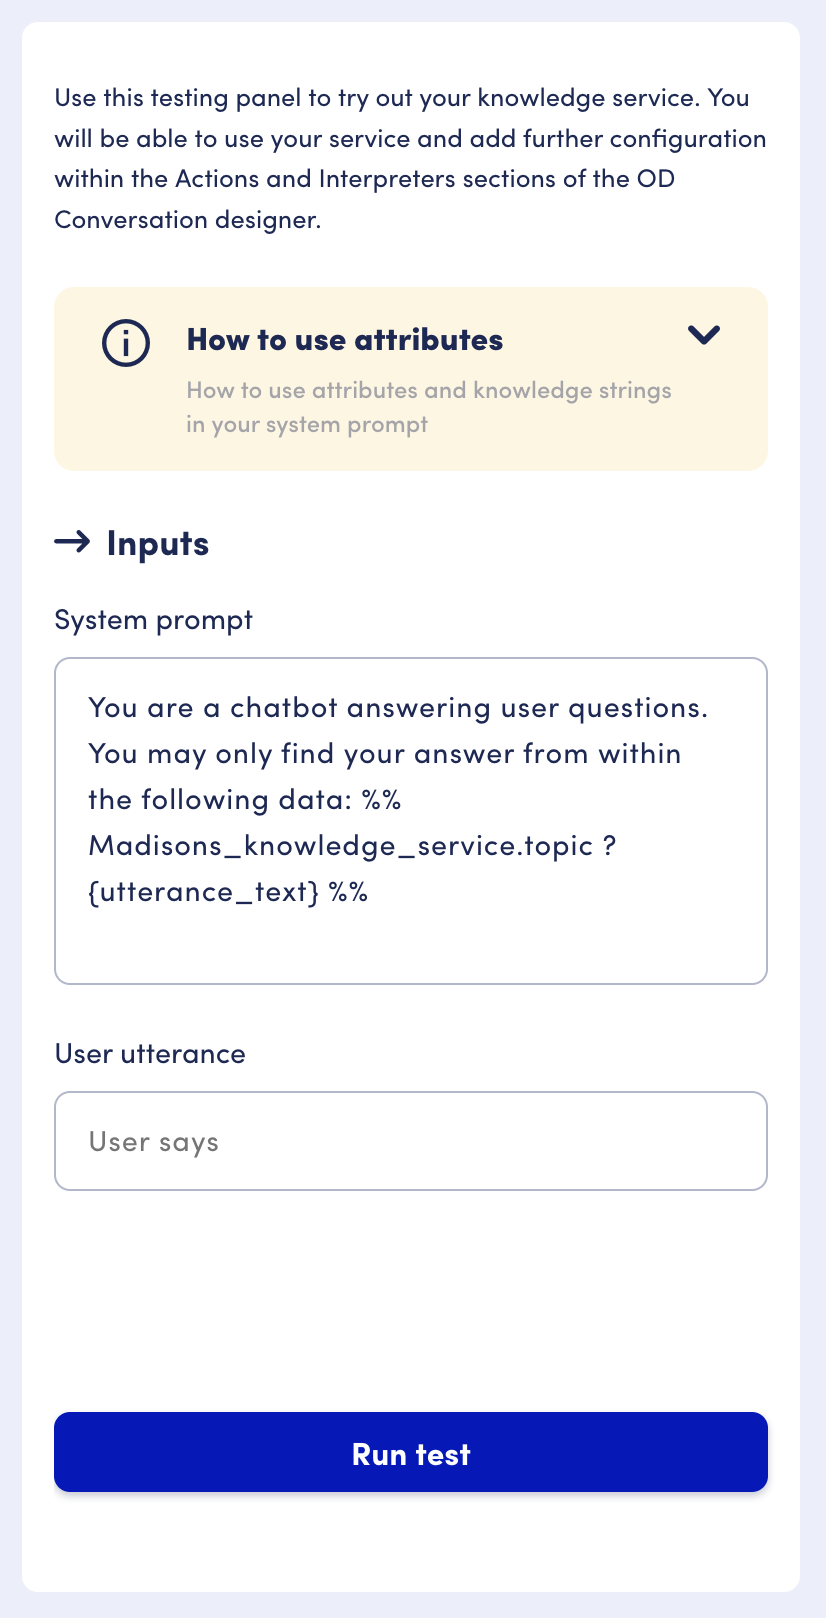 Use this testing panel to try out your knowledge service. You
will be able to use your service and add further configuration
within the Actions and Interpreters sections of the OD
Conversation designer.
How to use attributes
How to use attributes and knowledge strings
in your system prompt
→ Inputs
System prompt
You are a chatbot answering user questions.
You may only find your answer from within
the following data: %%
Madisons_knowledge_service.topic ?
{utterance_text} %%
User utterance
User says
Run test